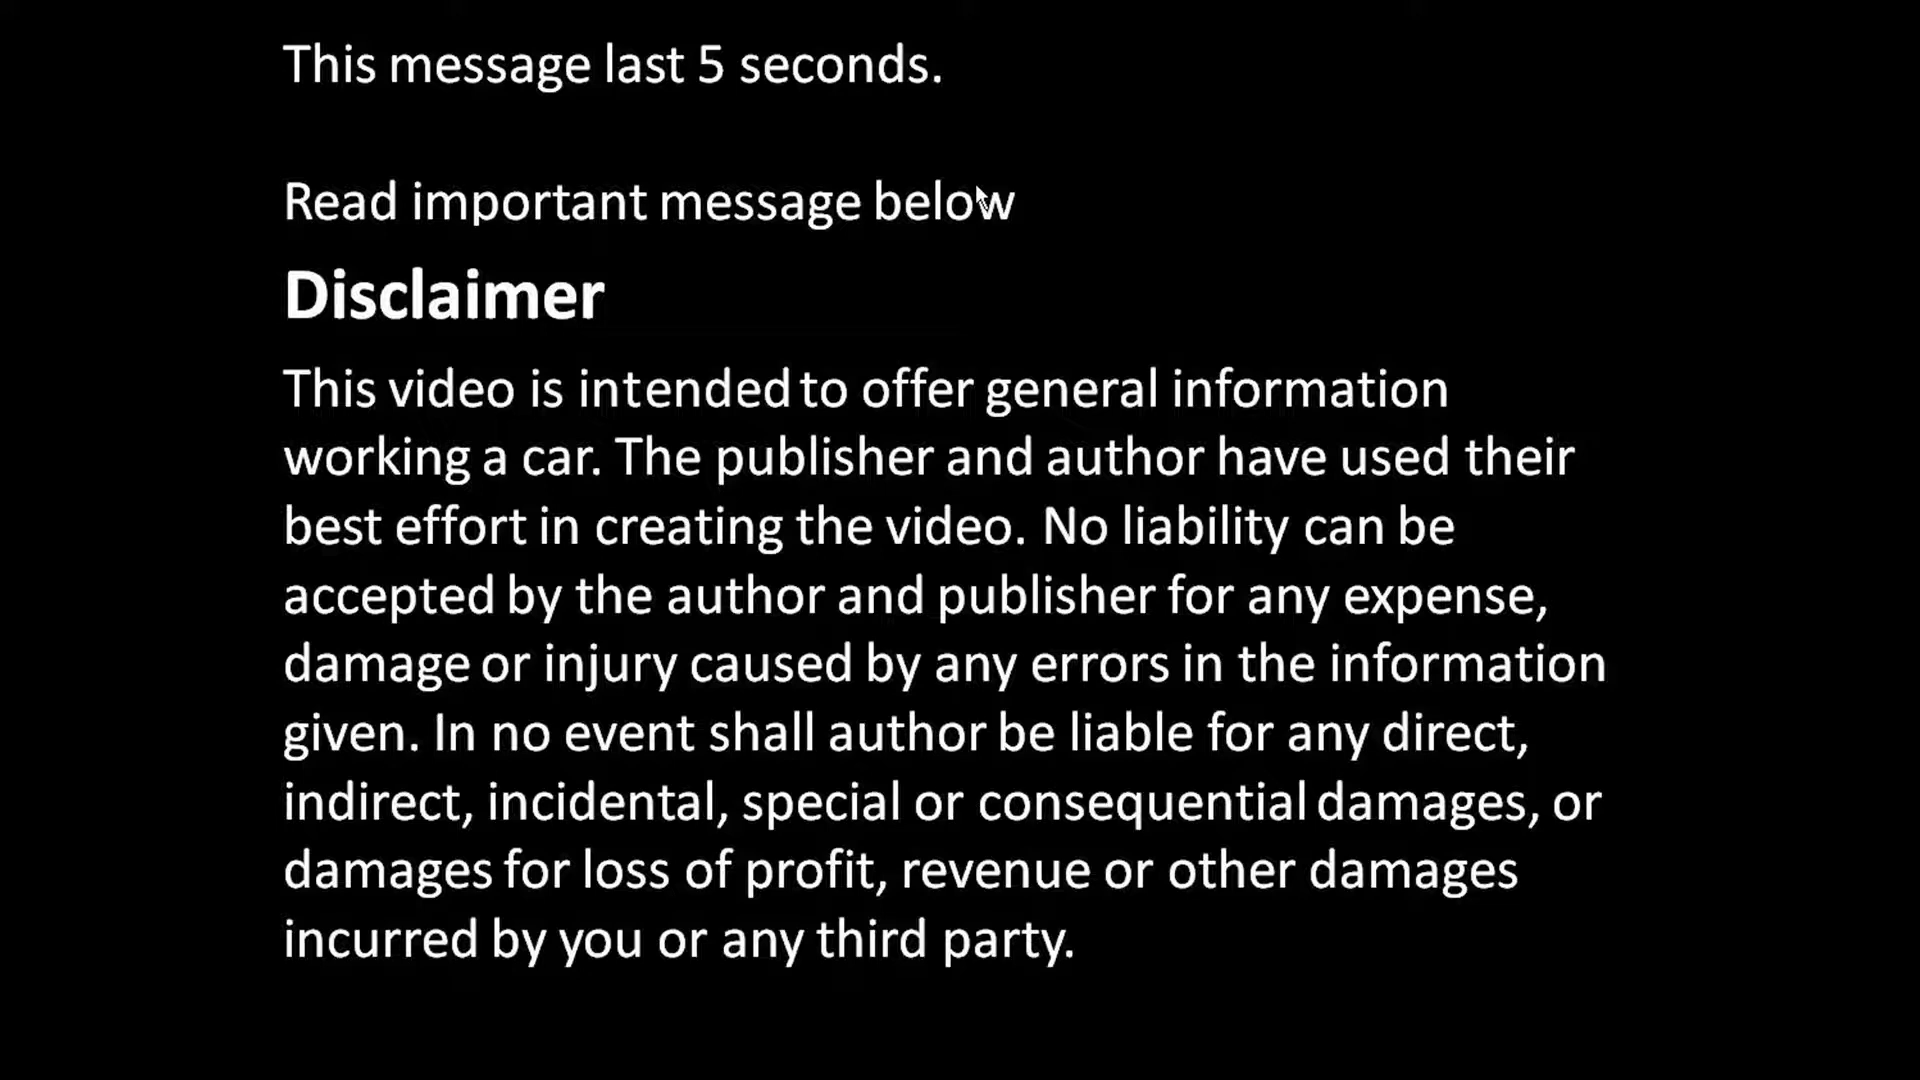 This message last 5 seconds.
Read important message below
Disclaimer
This video is intended to offer general information
working a car. The publisher and author have used their
best effort in creating the video. No liability can be
accepted by the author and publisher for any expense,
damage or injury caused by any errors in the information
given. In no event shall author be liable for any direct,
indirect, incidental, special or consequential damages, or
damages for loss of profit, revenue or other damages
incurred by you or any third party.